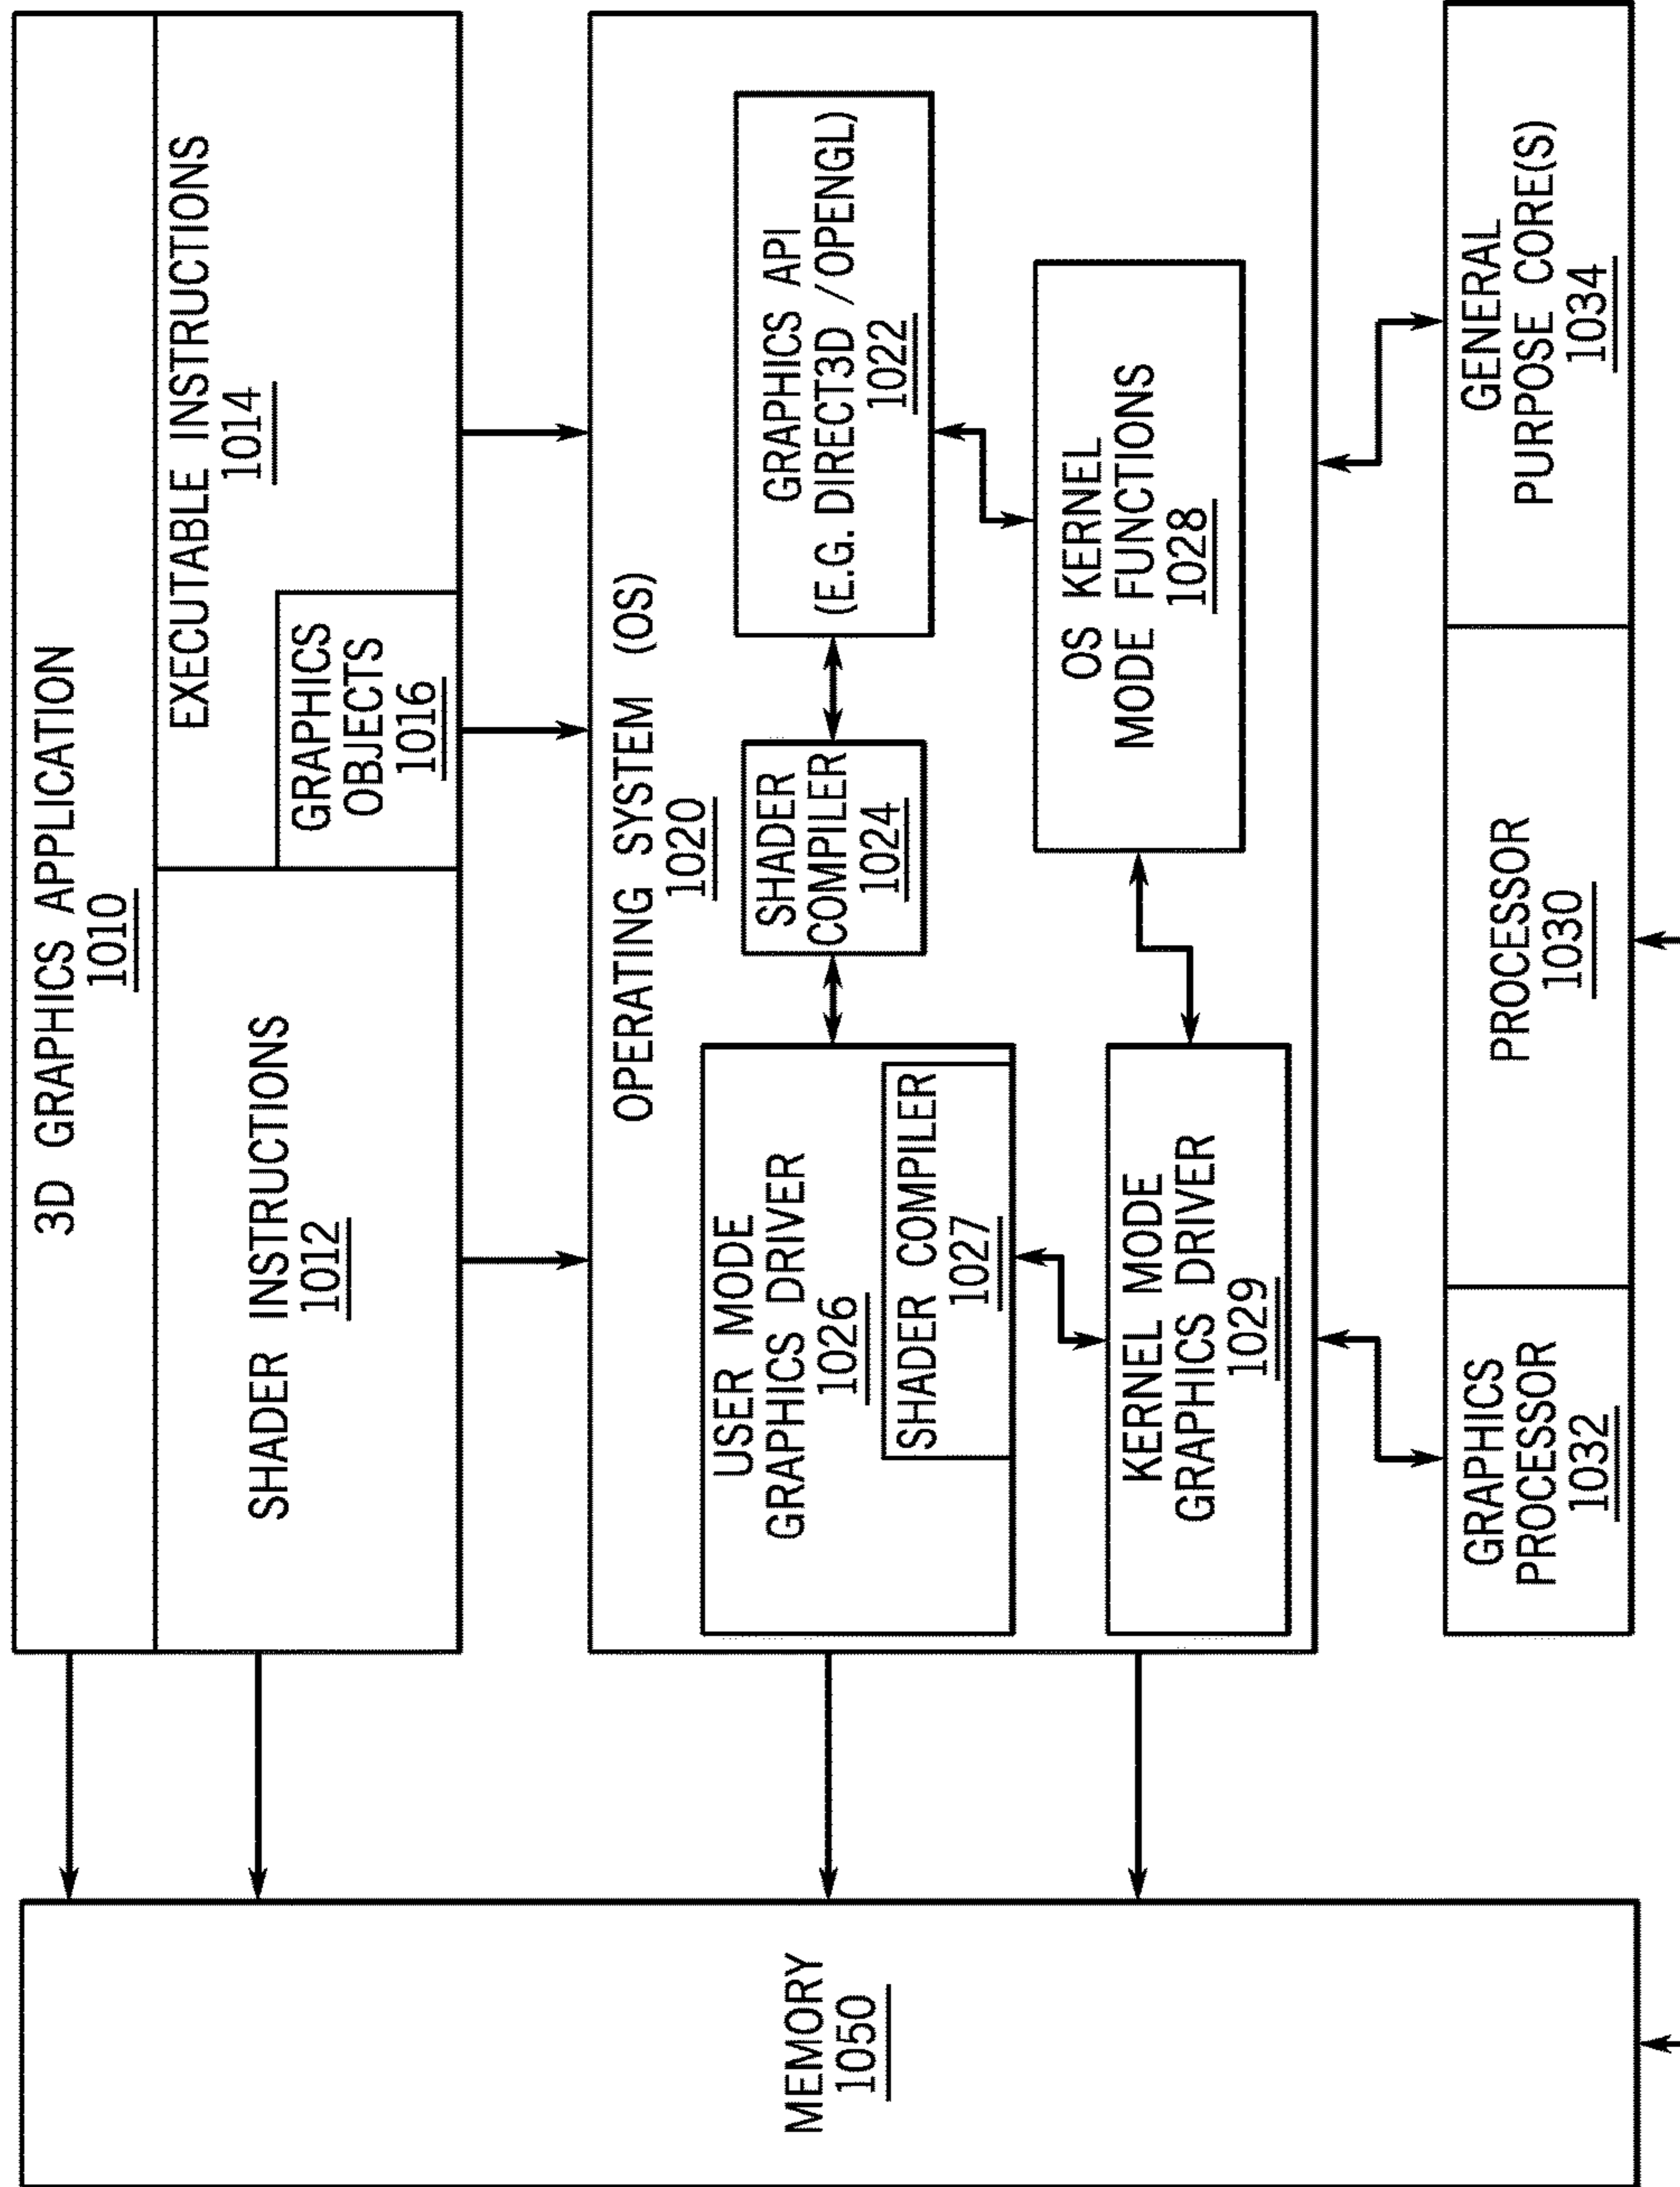 3D GRAPHICS APPLICATION
1010
SHADER INSTRUCTIONS
1012
EXECUTABLE INSTRUCTIONS
1014
GRAPHICS
OBJECTS
1016
OPERATING SYSTEM (OS)
1020
USER MODE
GRAPHICS DRIVER
1026
SHADER COMPILER
1027
SHADER
COMPILER
1024
GRAPHICS API
(E.G. DIRECT3D / OPENGL)
1022
KERNEL MODE
GRAPHICS DRIVER
1029
OS KERNEL
MODE FUNCTIONS
1028
GRAPHICS
PROCESSOR
1032
PROCESSOR
1030
GENERAL
PURPOSE CORE(S)
1034
MEMORY
1050